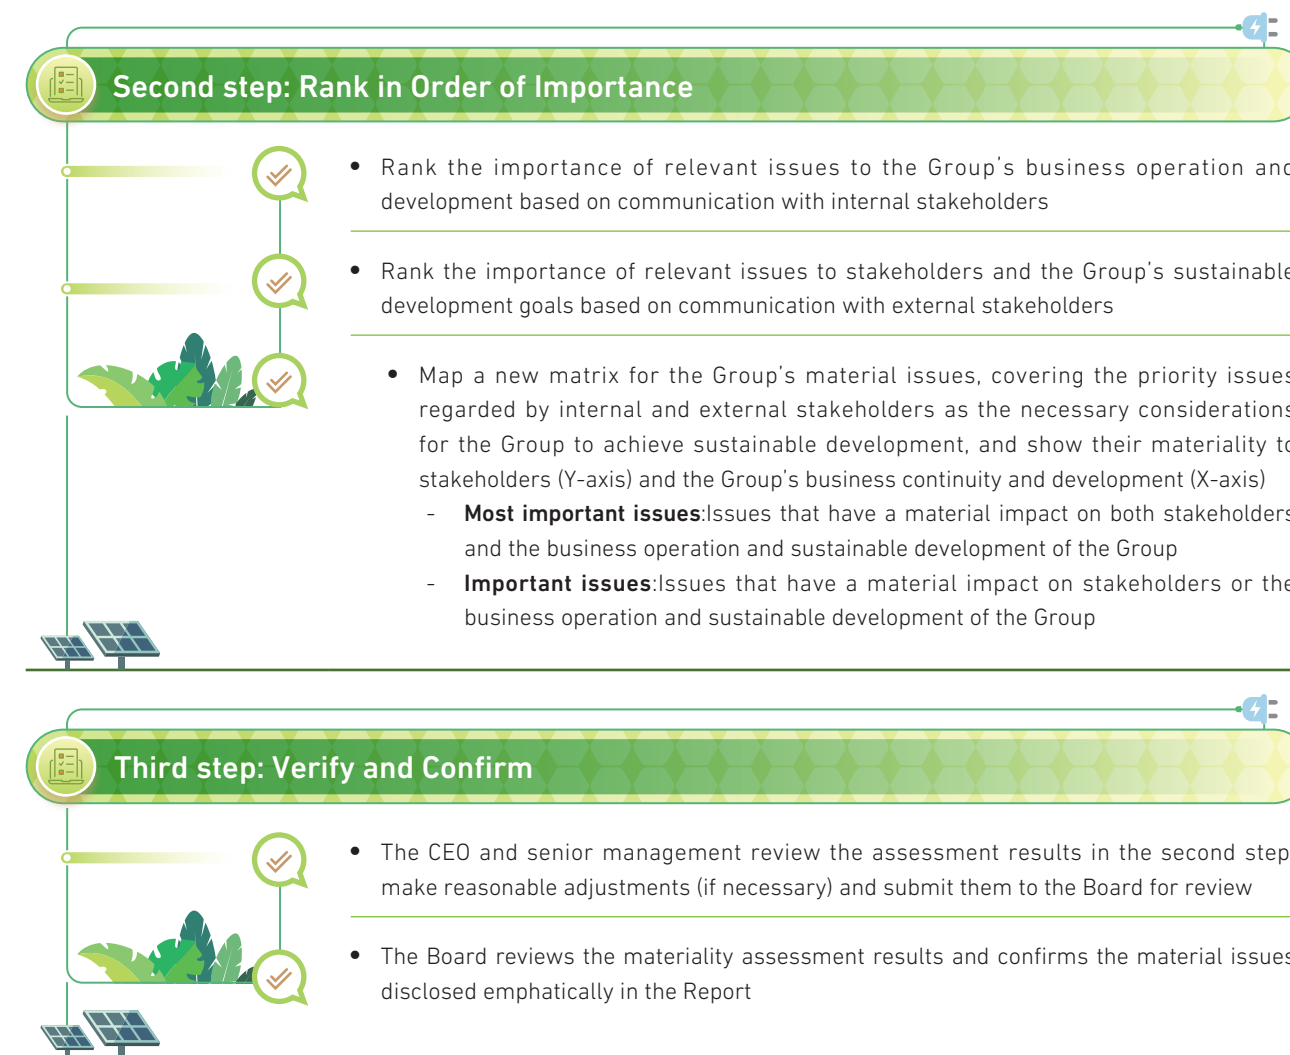 Second step: Rank in Order of Importance
• Rank the importance of relevant issues to the Group's business operation and
development based on communication with internal stakeholders
• Rank the importance of relevant issues to stakeholders and the Group's sustainable
development goals based on communication with external stakeholders
• Map a new matrix for the Group's material issues, covering the priority issues
regarded by internal and external stakeholders as the necessary considerations
for the Group to achieve sustainable development, and show their materiality to
stakeholders (Y-axis) and the Group's business continuity and development (X-axis)
- Most important issues:Issues that have a material impact on both stakeholders
and the business operation and sustainable development of the Group
- Important issues:Issues that have a material impact on stakeholders or the
business operation and sustainable development of the Group
Third step: Verify and Confirm
• The CEO and senior management review the assessment results in the second step
make reasonable adjustments (if necessary) and submit them to the Board for review
• The Board reviews the materiality assessment results and confirms the material issues
disclosed emphatically in the Report